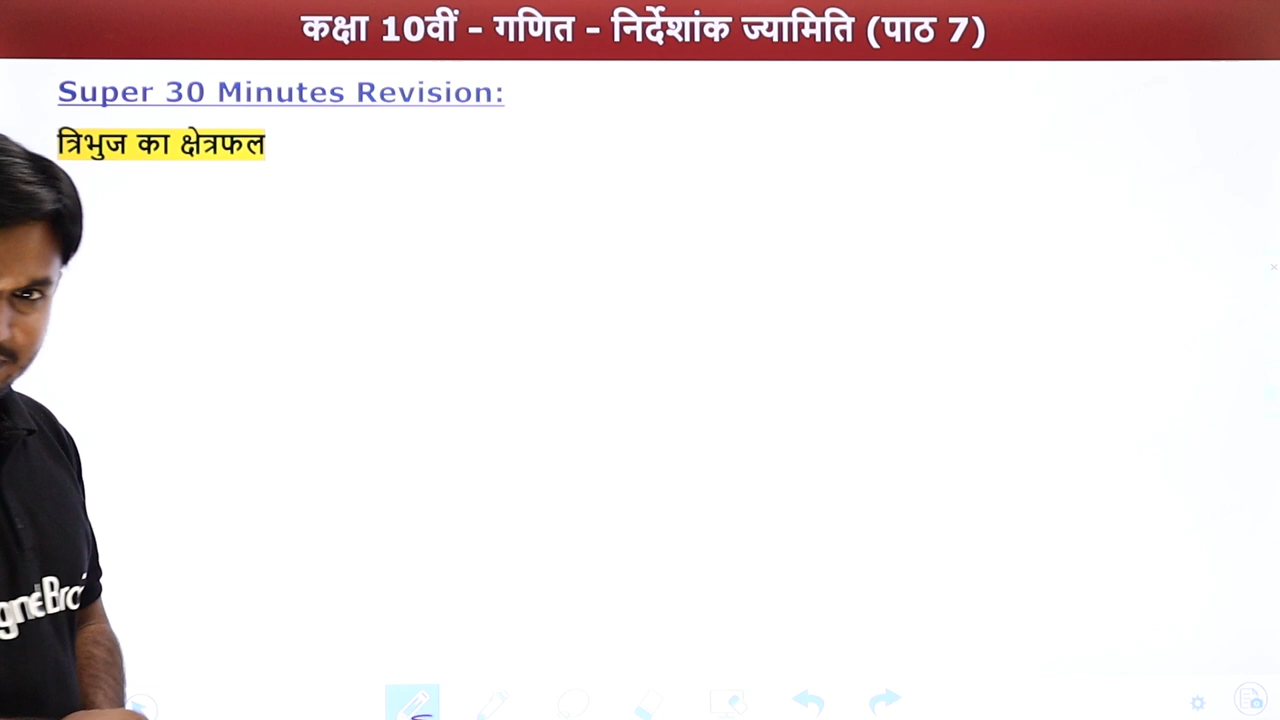 कक्षा 10वीं - गणित - निर्देशांक ज्यामिति (पाठ 7)
Super 30 Minutes Revision:
त्रिभुज का क्षेत्रफल